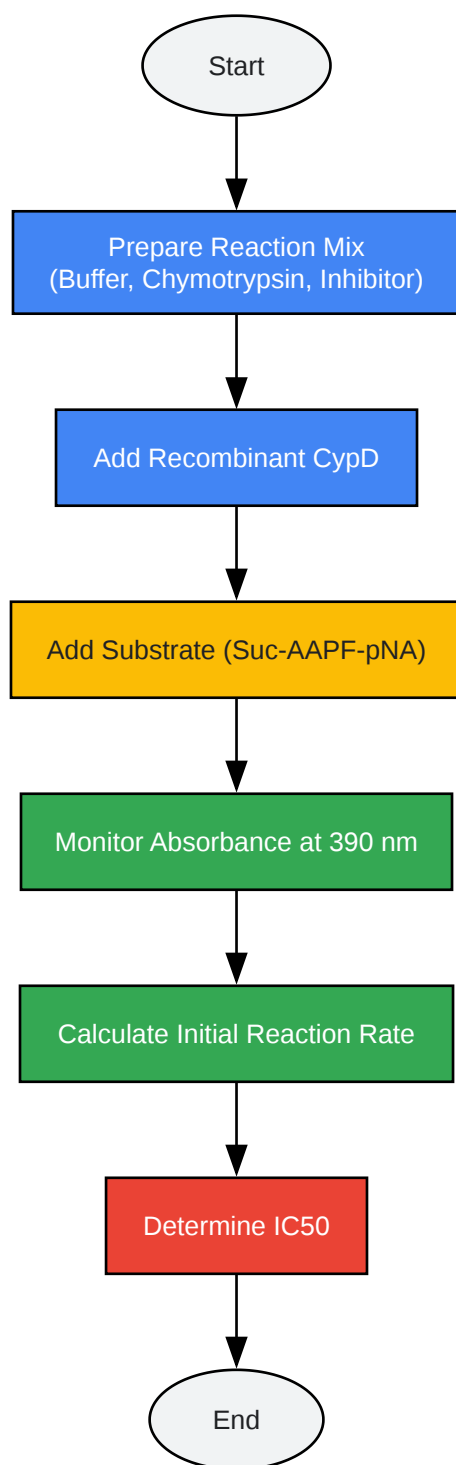 Start
Prepare Reaction Mix
(Buffer, Chymotrypsin, Inhibitor)
Add Recombinant CypD
Add Substrate (Suc-AAPF-pNA)
Monitor Absorbance at 390 nm
Calculate Initial Reaction Rate
Determine IC50
End